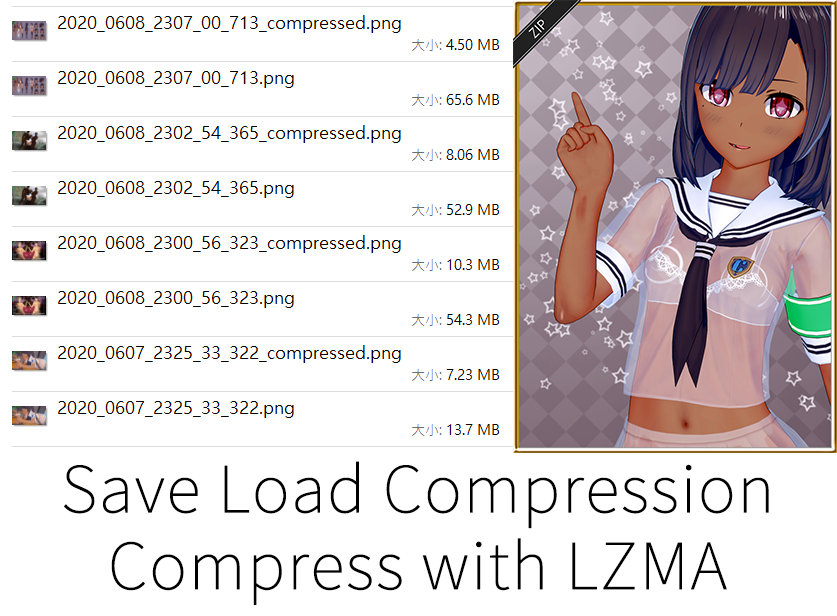 2020_0608_2307_00_713_compressed.png
大小: 4.50 MB
2020_0608_2307_00_713.png
大小: 65.6 MB
2020_0608_2302_54_365_compressed.png
大小: 8.06 MB
2020_0608_2302_54_365.png
大小: 52.9 MB
2020_0608_2300_56_323_compressed.png
大小: 10.3 MB
2020_0608_2300_56_323.png
大小: 54.3 MB
2020_0607_2325_33_322_compressed.png
大小: 7.23 MB
2020_0607_2325_33_322.png
大小: 13.7 MB
ZIP
Save Load Compression
Compress with LZMA